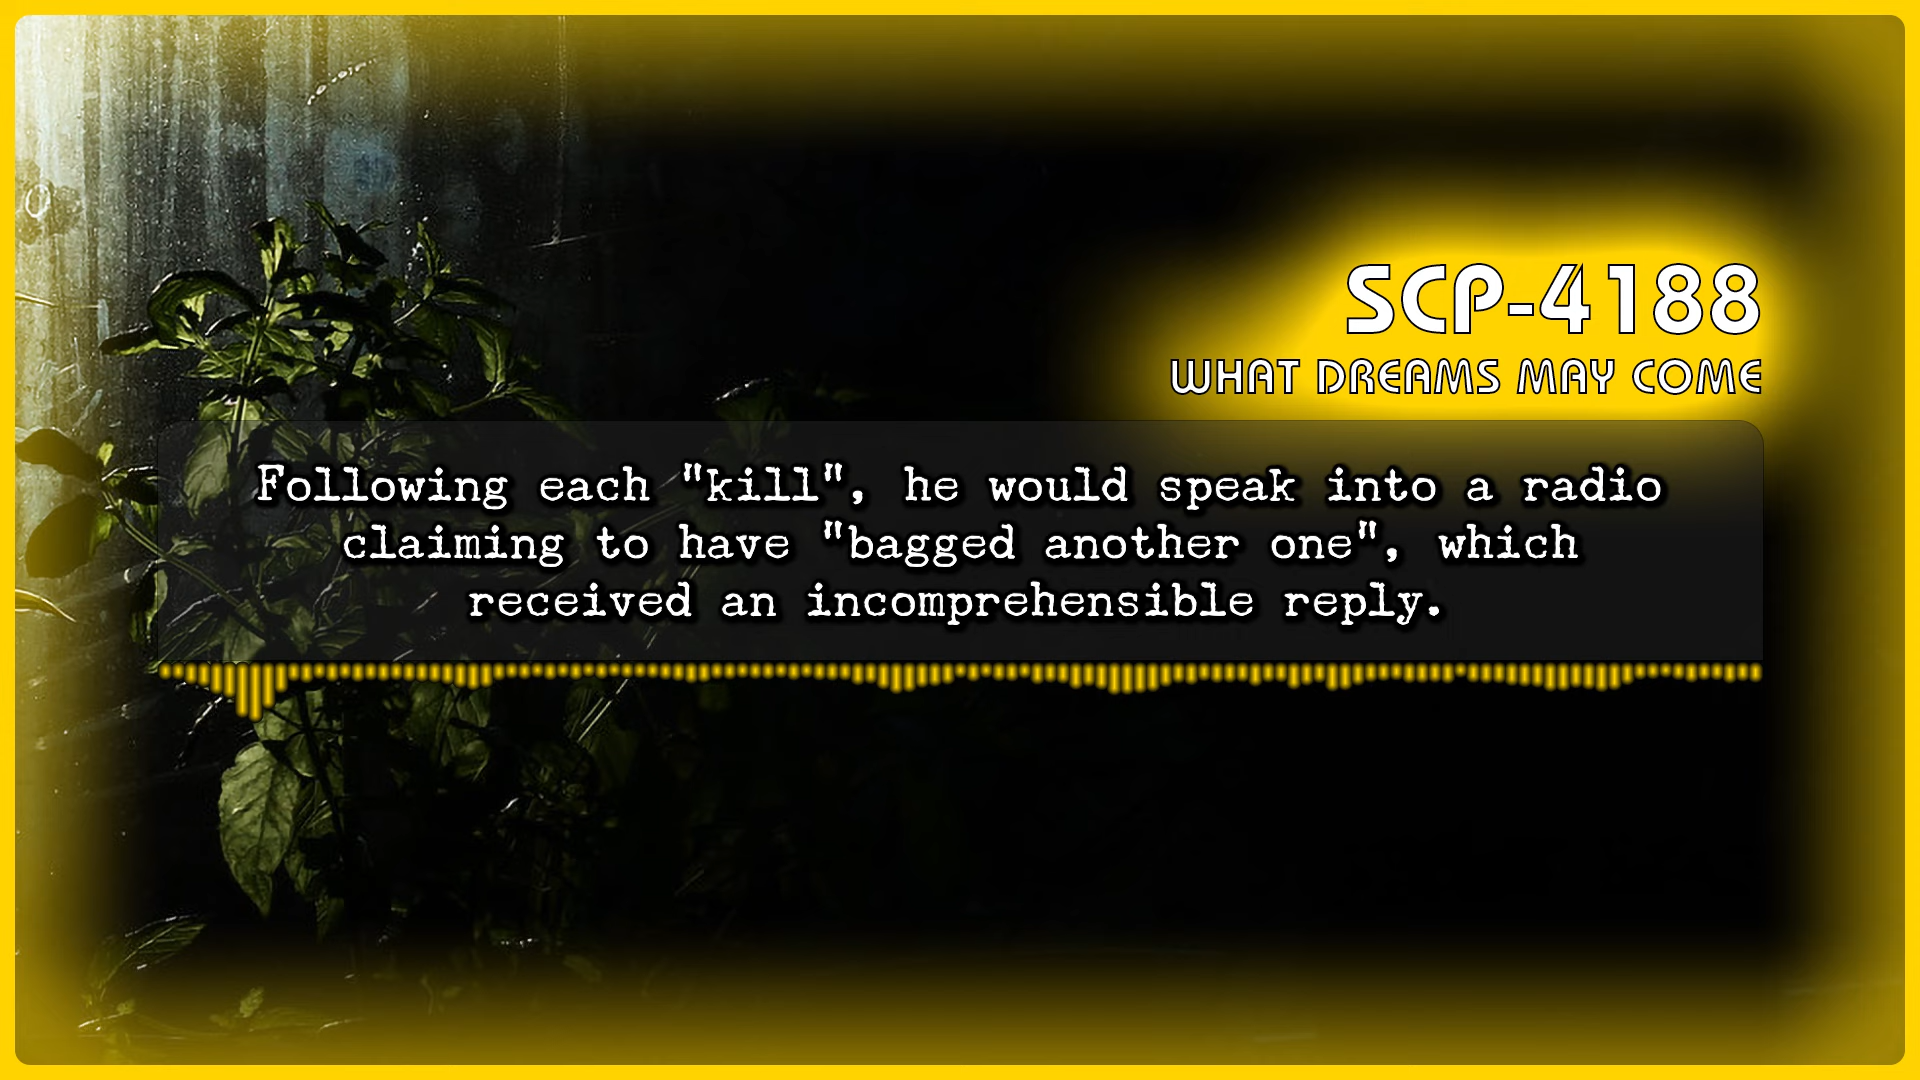 SCP-4188
WHAT DREAMS MAY COME
Following each "kill", he would speak into a radio
claiming to have "bagged another one", which
received an incomprehensible reply.